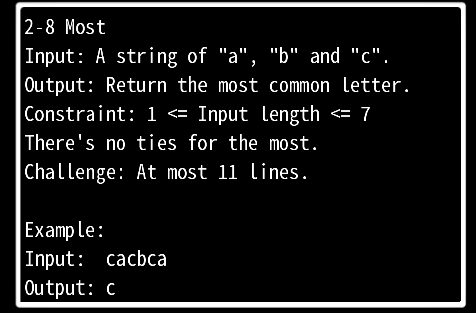 2-8 Most
Input: A string of "a", "b" and "c".
Output: Return the most common letter.
Constraint: 1 <= Input length <= 7
There's no ties for the most.
Challenge: At most 11 lines.
Example:
Input:  cacbca
Output: c